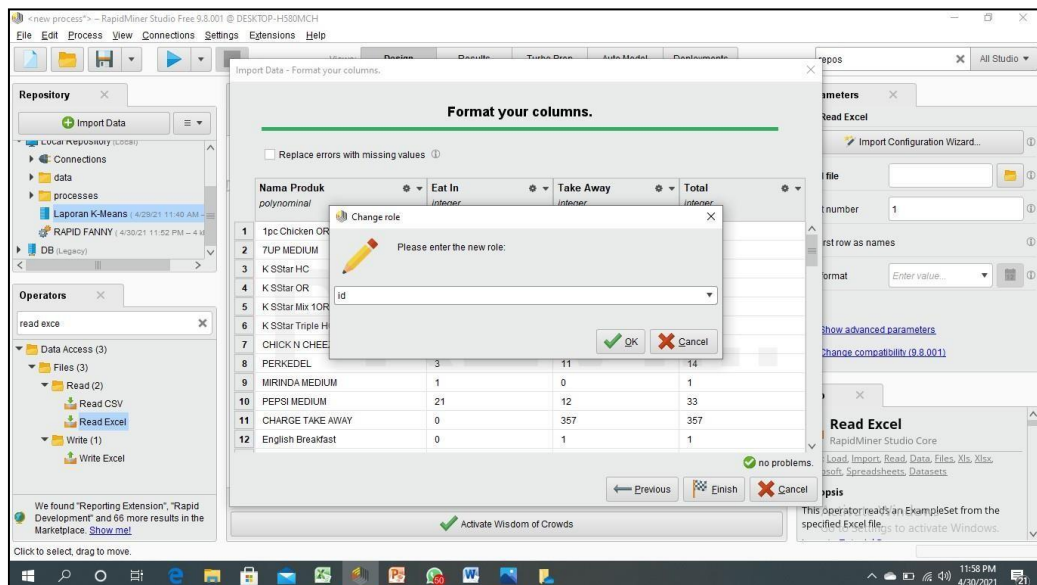 <new process*> – RapidMiner Studio Free 9.8.001 @ DESKTOP-H580MCH
File Edit Process View Connections Settings Extensions Help
Design Results Turbo Prep Auto Model Deployments
All Studio
Repository
Import Data
Local Repository (Local)
Connections
data
processes
Laporan K-Means (4/29/21 11:40 AM –
RAPID FANNY (4/30/21 11:52 PM – 4
DB (Legacy)
Operators
read exce
Data Access (3)
Files (3)
Read (2)
Read CSV
Read Excel
Write (1)
Write Excel
We found "Reporting Extension", "Rapid
Development" and 66 more results in the
Marketplace. Show me!
Click to select, drag to move.
Import Data - Format your columns.
Format your columns.
Replace errors with missing values
Nama Produk Eat In Take Away Total
polynominal integer integer integer
1 1pc Chicken OR
2 7UP MEDIUM
3 K SStar HC
4 K SStar OR
5 K SStar Mix 1OR
6 K SStar Triple H
7 CHICK N CHEE
8 PERKEDEL 3 11 14
9 MIRINDA MEDIUM 1 0 1
10 PEPSI MEDIUM 21 12 33
11 CHARGE TAKE AWAY 0 357 357
12 English Breakfast 0 1 1
no problems.
Previous Finish Cancel
Change role
Please enter the new role:
id
OK Cancel
Activate Wisdom of Crowds
Read Excel
Import Configuration Wizard...
file
number 1
rst row as names
format Enter value...
Show advanced parameters
Change compatibility (9.8.001)
Read Excel
RapidMiner Studio Core
Load, Import, Read, Data, Files, Xls, Xlsx,
Spreadsheets, Datasets
This operator reads an ExampleSet from the
specified Excel file.
Go to Settings to activate Windows.
11:58 PM
4/30/2021